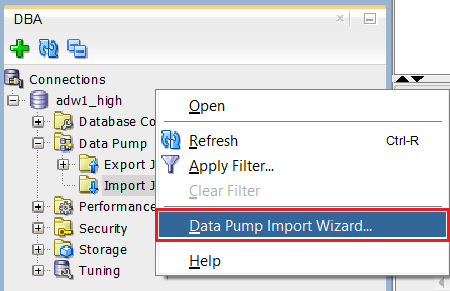 DBA
Connections
adw1_high
Database Co
Data Pump
Export J
Import J
Performance
Security
Storage
Tuning
Open
Refresh Ctrl-R
Apply Filter...
Clear Filter
Data Pump Import Wizard...
Help